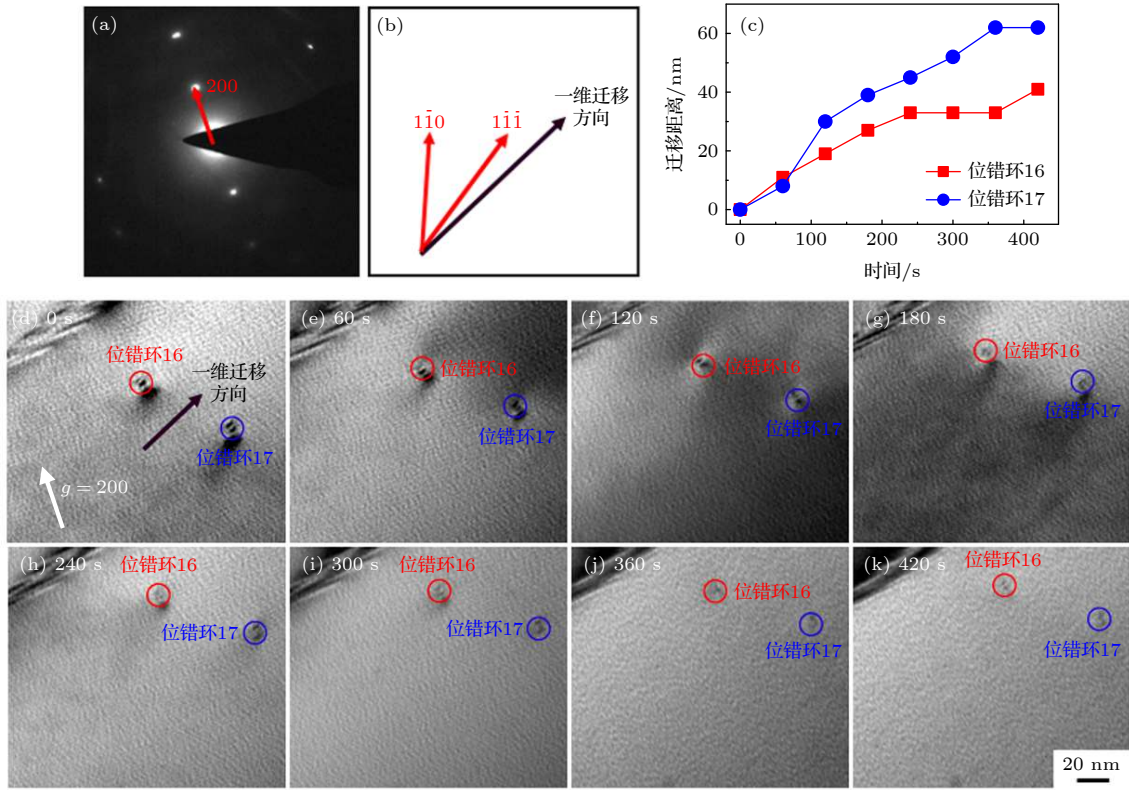 (a)
200
(b)
11̄0
11̄1̄
一维迁移
方向
(c)
迁移距离/nm
60
40
20
0
位错环16
位错环17
0
100
200
300
400
时间/s
(d) 0 s
位错环16
一维迁移
方向
位错环17
g = 200
(e) 60 s
位错环16
位错环17
(f) 120 s
位错环16
位错环17
(g) 180 s
位错环16
位错环17
(h) 240 s
位错环16
位错环17
(i) 300 s
位错环16
位错环17
(j) 360 s
位错环16
位错环17
(k) 420 s
位错环16
位错环17
20 nm